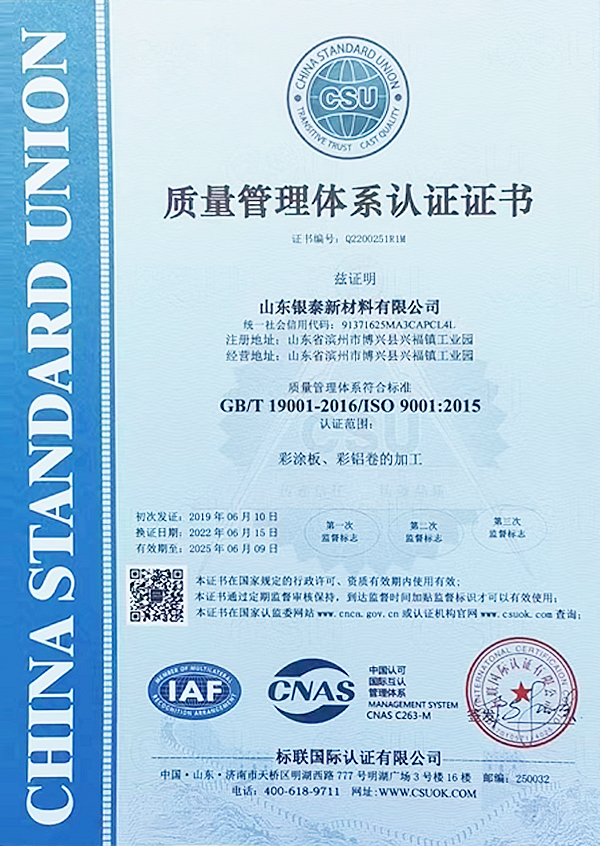 CHINA STANDARD UNION
CHINA STANDARD UNION
CSU
TRANSITIVE TRUST CAST QUALITY
质量管理体系认证证书
证书编号：Q2200251R1M
兹证明
山东银泰新材料有限公司
统一社会信用代码：91371625MA3CAPCL4L
注册地址：山东省滨州市博兴县兴福镇工业园
经营地址：山东省滨州市博兴县兴福镇工业园
质量管理体系符合标准
GB/T 19001-2016/ISO 9001:2015
认证范围：
CSU
彩涂板、彩铝卷的加工
初次发证：2019 年 06 月 10 日
换证日期：2022 年 06 月 15 日
有效期至：2025 年 06 月 09 日
第一次
监督标志
第二次
监督标志
第三次
监督标志
本证书在国家规定的行政许可、资质有效期内使用有效；
本证书通过定期监督审核保持，到达监督时间加贴监督标识才可以有效使用；
本证书在国家认监委网站 www.cnca.gov.cn 或认证机构官网 www.csuok.com 查询；
MEMBER OF MULTILATERAL
IAF
RECOGNITION ARRANGEMENT
CNAS
中国认可
国际互认
管理体系
MANAGEMENT SYSTEM
CNAS C263-M
签发
标联国际认证有限公司
中国·山东·济南市天桥区明湖西路 777 号明湖广场 3 号楼 16 楼 邮编：250032
电话：400-618-9711 网址:WWW.CSUOK.COM